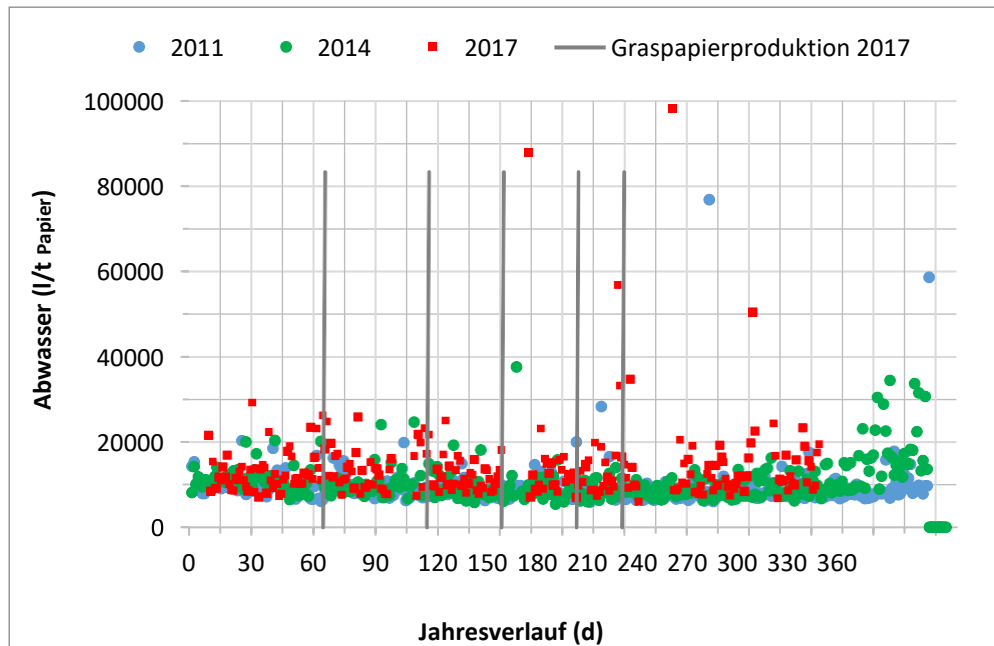 2011 2014 2017 Graspapierproduktion 2017
100000
80000
60000
40000
20000
0
0 30 60 90 120 150 180 210 240 270 300 330 360
Abwasser (l/t Papier)
Jahresverlauf (d)